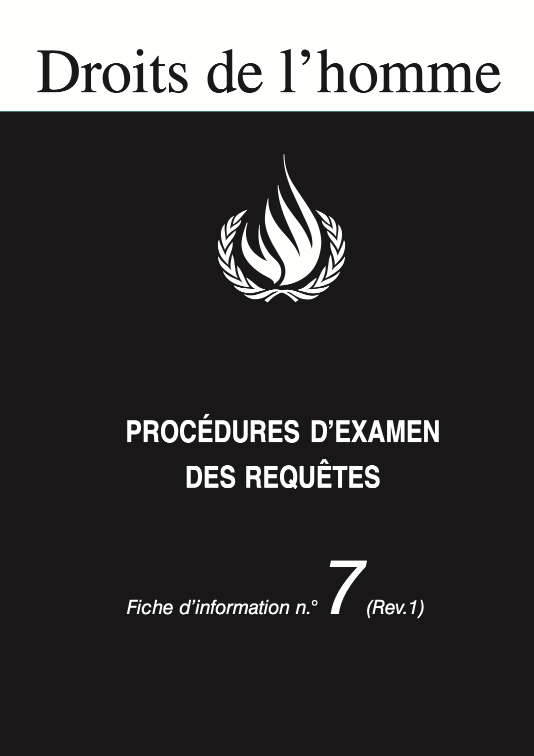 Droits de l’homme
PROCÉDURES D’EXAMEN
DES REQUÊTES
Fiche d’information n.° 7 (Rev.1)